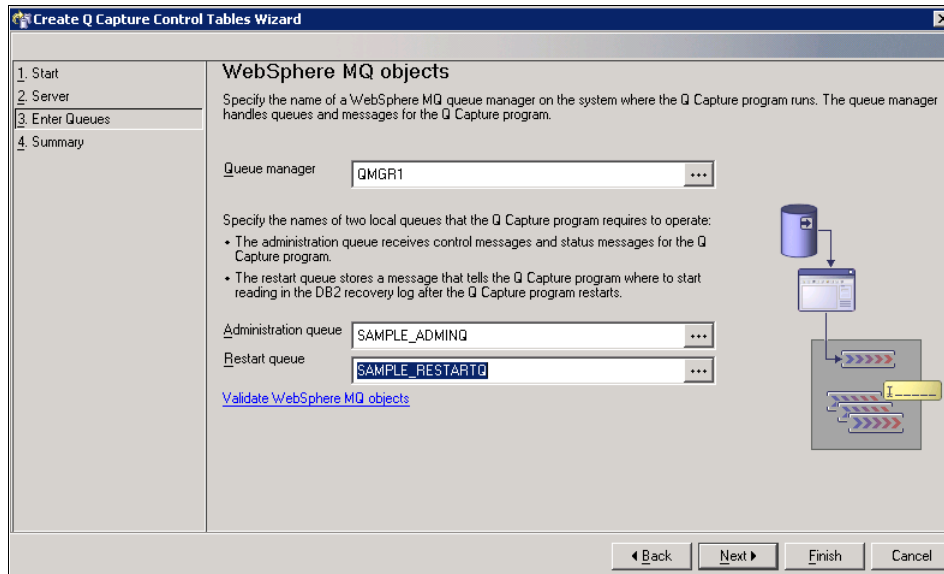 Create Q Capture Control Tables Wizard
1. Start
2. Server
3. Enter Queues
4. Summary
WebSphere MQ objects
Specify the name of a WebSphere MQ queue manager on the system where the Q Capture program runs. The queue manager
handles queues and messages for the Q Capture program.
Queue manager
QMGR1
...
Specify the names of two local queues that the Q Capture program requires to operate:
• The administration queue receives control messages and status messages for the Q
Capture program.
• The restart queue stores a message that tells the Q Capture program where to start
reading in the DB2 recovery log after the Q Capture program restarts.
Administration queue
SAMPLE_ADMINQ
...
Restart queue
SAMPLE_RESTARTQ
...
Validate WebSphere MQ objects
Back
Next
Finish
Cancel